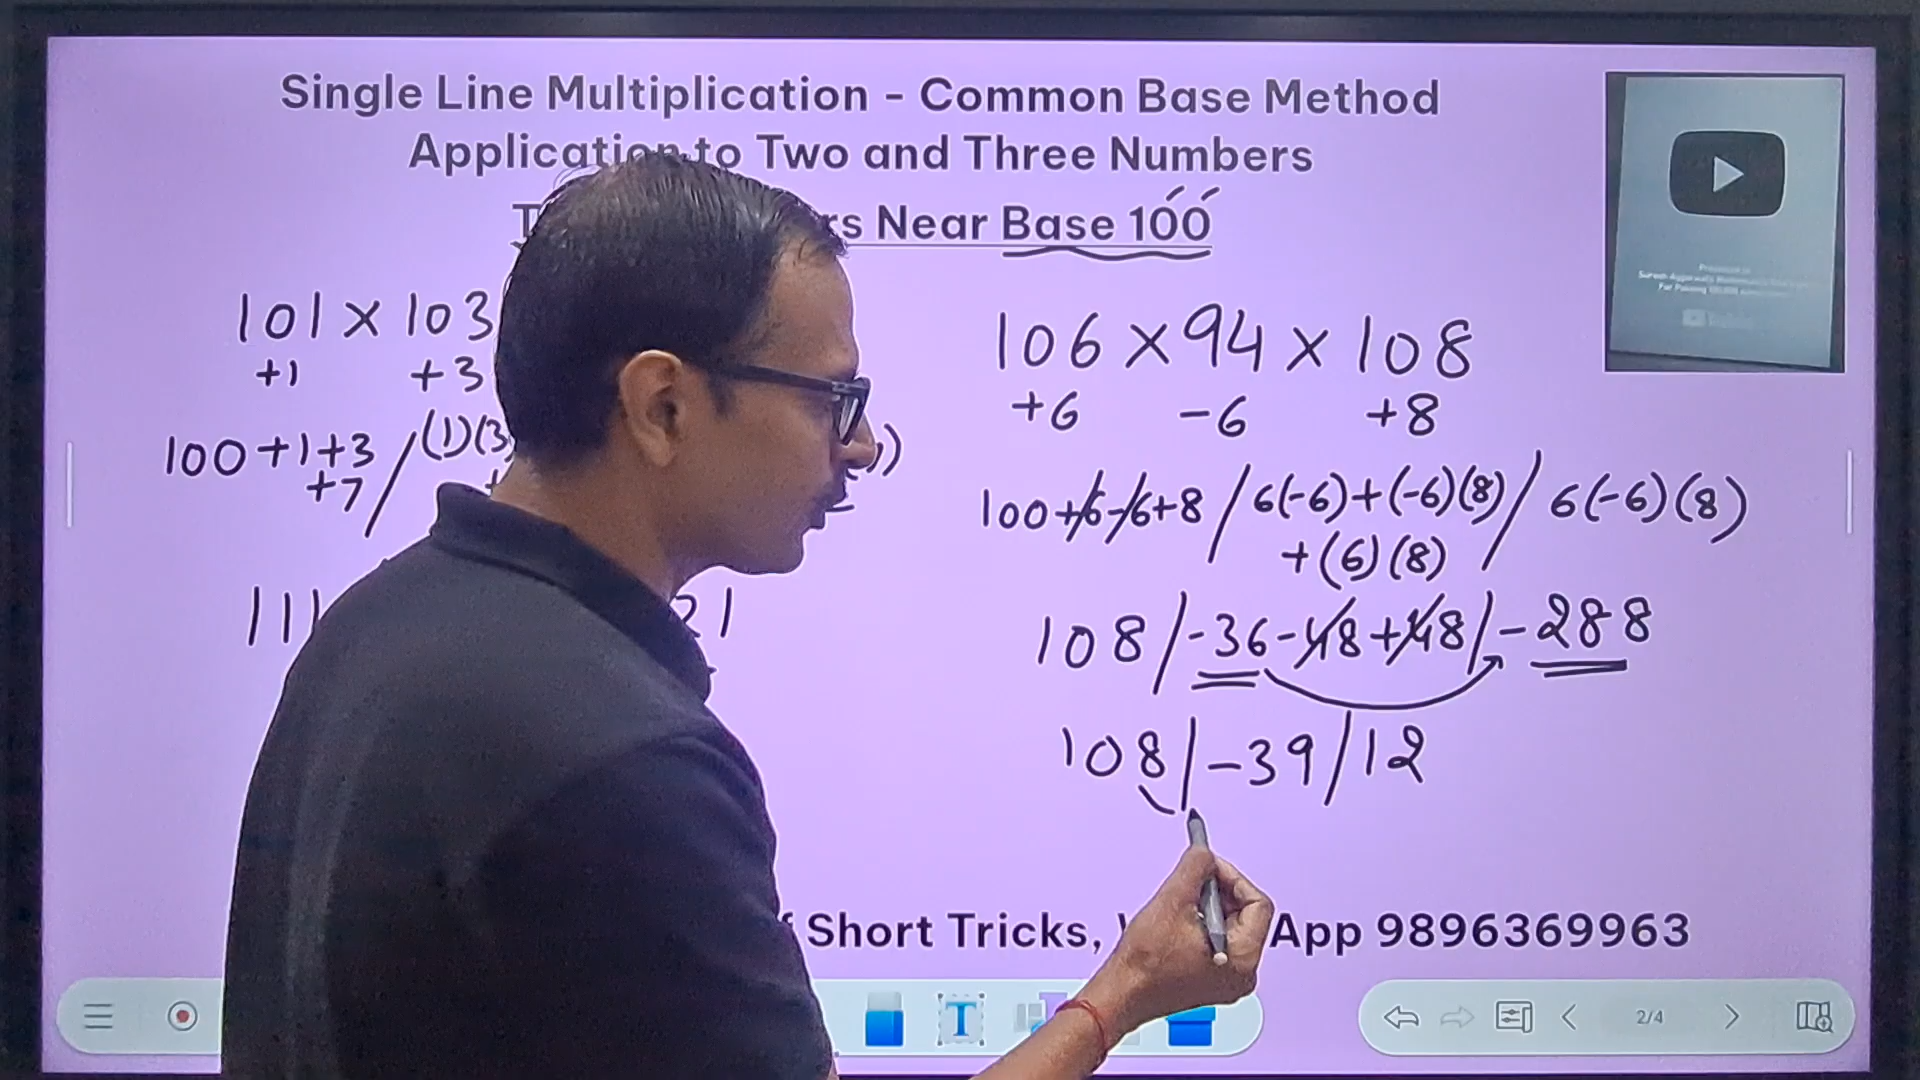 Single Line Multiplication - Common Base Method
Application to Two and Three Numbers
Near Base 100
101 × 103
+1 +3
100 +1+3 / (1)(3
+7
106 × 94 × 108
+6 -6 +8
100+6-6+8 / 6(-6)+(-6)(8) / 6(-6)(8)
+(6)(8)
108 / -36-48+48 / -288
108 / -39 / 12
111 21
Short Tricks, App 9896369963
T
2/4